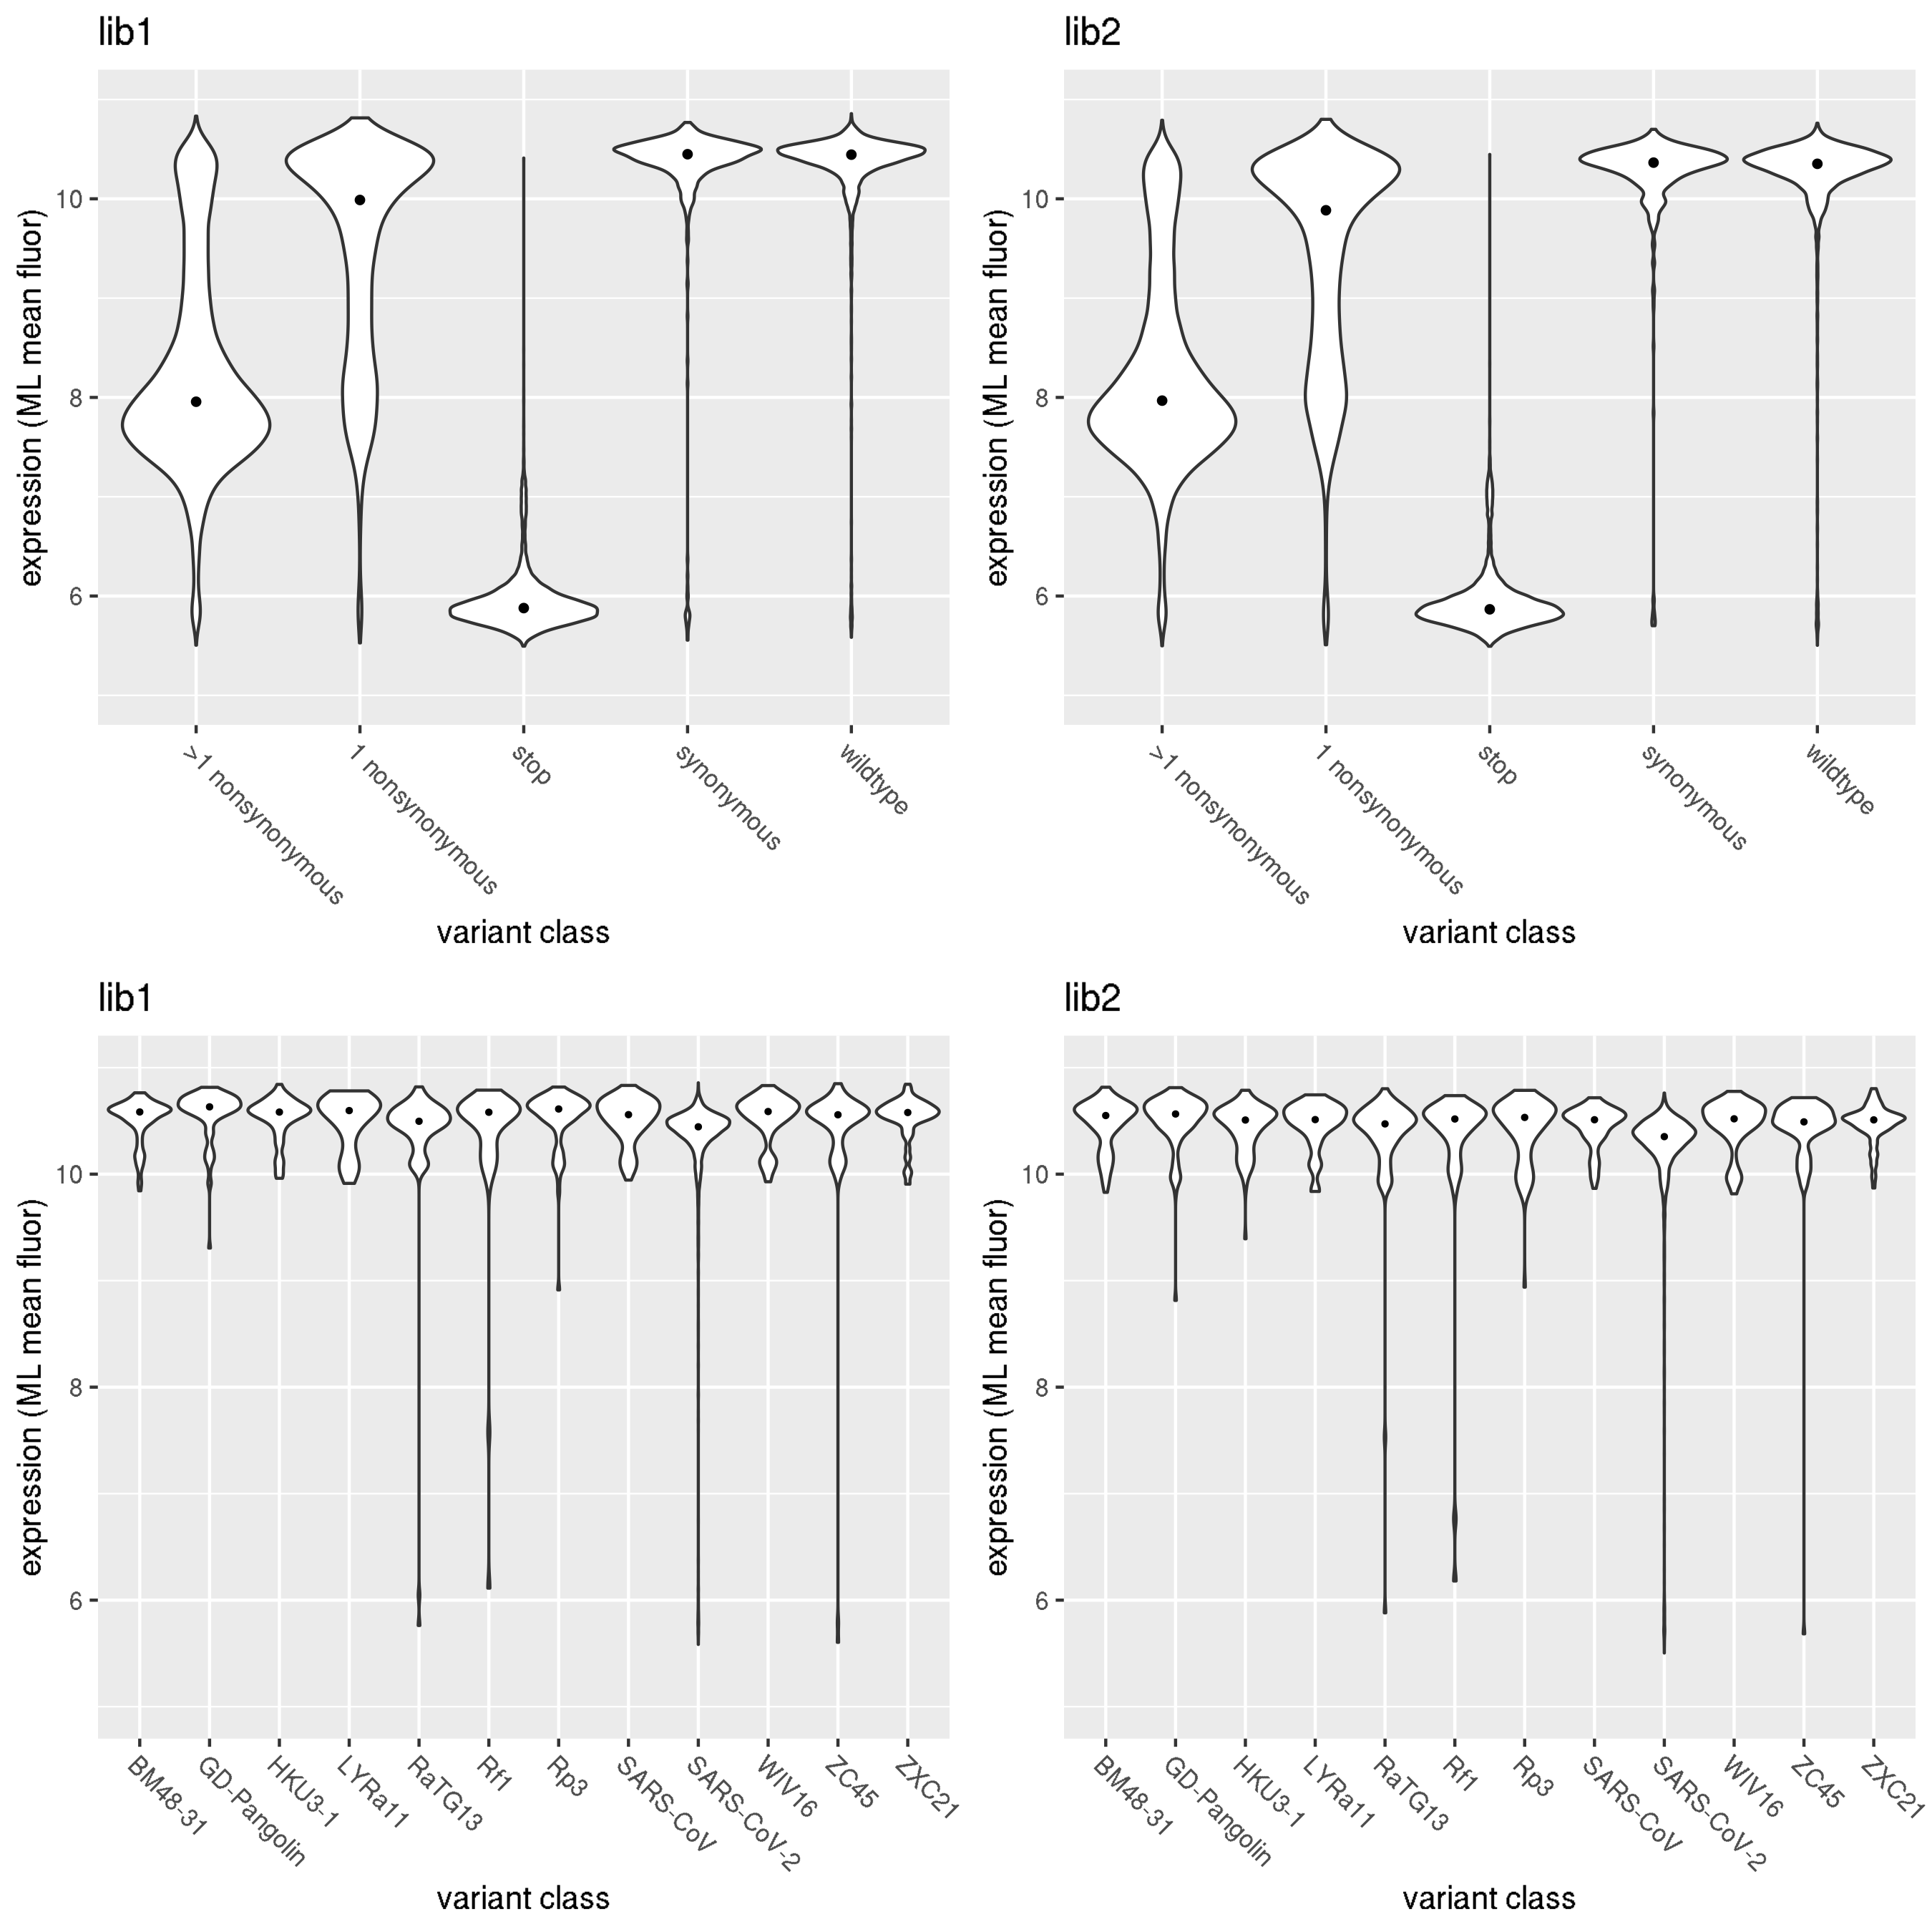 lib1
expression (ML mean fluor)
10
8
6
>1 nonsynonymous
1 nonsynonymous
stop
synonymous
wildtype
variant class
lib2
expression (ML mean fluor)
10
8
6
>1 nonsynonymous
1 nonsynonymous
stop
synonymous
wildtype
variant class
lib1
expression (ML mean fluor)
10
8
6
BM48-31
GD-Pangolin
HKU3-1
LYRa11
RaTG13
Rf1
Rp3
SARS-CoV
SARS-CoV-2
WIV16
ZC45
ZXC21
variant class
lib2
expression (ML mean fluor)
10
8
6
BM48-31
GD-Pangolin
HKU3-1
LYRa11
RaTG13
Rf1
Rp3
SARS-CoV
SARS-CoV-2
WIV16
ZC45
ZXC21
variant class